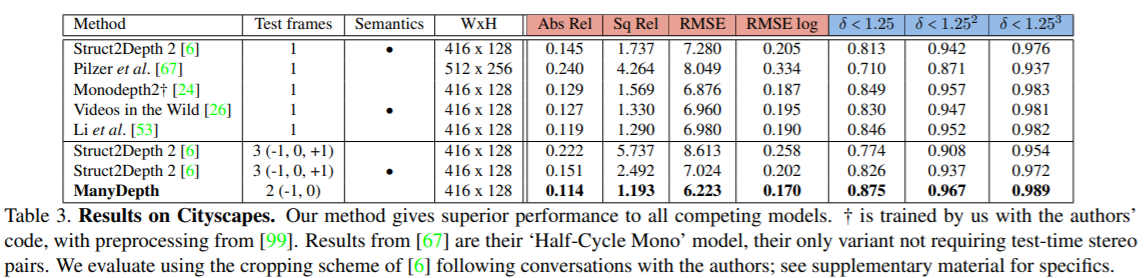 Method Test frames Semantics WxH Abs Rel Sq Rel RMSE RMSE log δ < 1.25 δ < 1.25² δ < 1.25³
Struct2Depth 2 [6] 1 • 416 x 128 0.145 1.737 7.280 0.205 0.813 0.942 0.976
Pilzer et al. [67] 1 512 x 256 0.240 4.264 8.049 0.334 0.710 0.871 0.937
Monodepth2† [24] 1 416 x 128 0.129 1.569 6.876 0.187 0.849 0.957 0.983
Videos in the Wild [26] 1 • 416 x 128 0.127 1.330 6.960 0.195 0.830 0.947 0.981
Li et al. [53] 1 416 x 128 0.119 1.290 6.980 0.190 0.846 0.952 0.982
Struct2Depth 2 [6] 3 (-1, 0, +1) 416 x 128 0.222 5.737 8.613 0.258 0.774 0.908 0.954
Struct2Depth 2 [6] 3 (-1, 0, +1) • 416 x 128 0.151 2.492 7.024 0.202 0.826 0.937 0.972
ManyDepth 2 (-1, 0) 416 x 128 0.114 1.193 6.223 0.170 0.875 0.967 0.989
Table 3. Results on Cityscapes. Our method gives superior performance to all competing models. † is trained by us with the authors'
code, with preprocessing from [99]. Results from [67] are their 'Half-Cycle Mono' model, their only variant not requiring test-time stereo
pairs. We evaluate using the cropping scheme of [6] following conversations with the authors; see supplementary material for specifics.